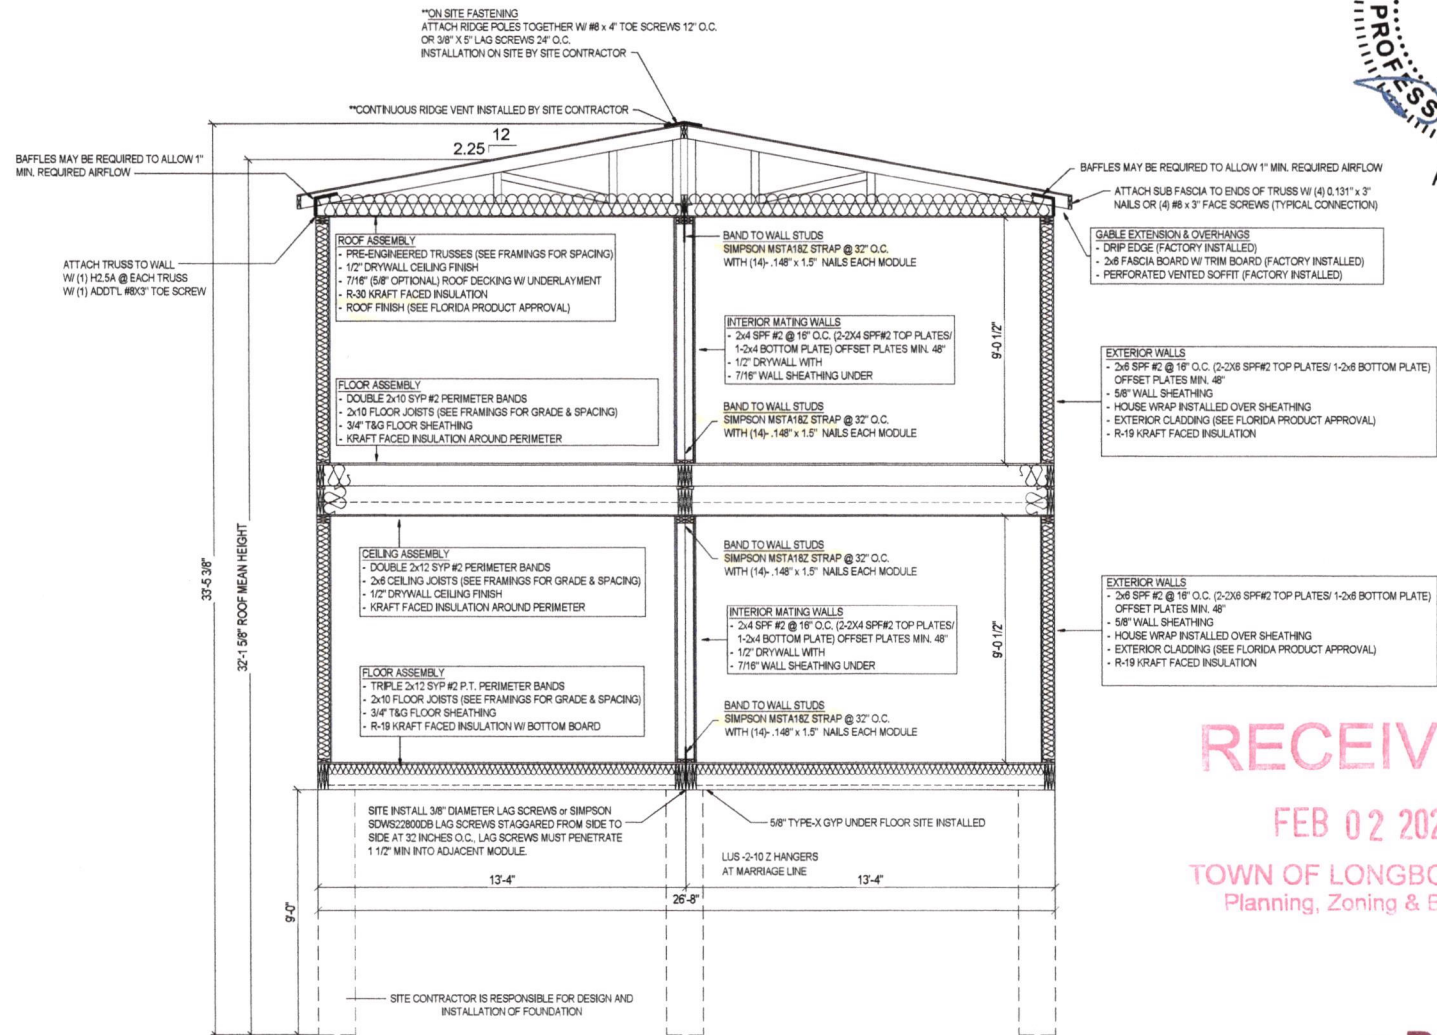 **ON SITE FASTENING
ATTACH RIDGE POLES TOGETHER W/ #8 x 4" TOE SCREWS 12" O.C.
OR 3/8" X 5" LAG SCREWS 24" O.C.
INSTALLATION ON SITE BY SITE CONTRACTOR
PROFESS
**CONTINUOUS RIDGE VENT INSTALLED BY SITE CONTRACTOR
12
2.25
BAFFLES MAY BE REQUIRED TO ALLOW 1"
MIN. REQUIRED AIRFLOW
BAFFLES MAY BE REQUIRED TO ALLOW 1" MIN. REQUIRED AIRFLOW
ATTACH SUB FASCIA TO ENDS OF TRUSS W/ (4) 0.131" x 3"
NAILS OR (4) #8 x 3" FACE SCREWS (TYPICAL CONNECTION)
GABLE EXTENSION & OVERHANGS
- DRIP EDGE (FACTORY INSTALLED)
- 2x6 FASCIA BOARD W/ TRIM BOARD (FACTORY INSTALLED)
- PERFORATED VENTED SOFFIT (FACTORY INSTALLED)
ATTACH TRUSS TO WALL
W/ (1) H2.5A @ EACH TRUSS
W/ (1) ADDT'L #8X3" TOE SCREW
ROOF ASSEMBLY
- PRE-ENGINEERED TRUSSES (SEE FRAMINGS FOR SPACING)
- 1/2" DRYWALL CEILING FINISH
- 7/16" (5/8" OPTIONAL) ROOF DECKING W/ UNDERLAYMENT
- R-30 KRAFT FACED INSULATION
- ROOF FINISH (SEE FLORIDA PRODUCT APPROVAL)
BAND TO WALL STUDS
SIMPSON MSTA18Z STRAP @ 32" O.C.
WITH (14)- .148" x 1.5" NAILS EACH MODULE
INTERIOR MATING WALLS
- 2x4 SPF #2 @ 16" O.C. (2-2X4 SPF#2 TOP PLATES/
1-2x4 BOTTOM PLATE) OFFSET PLATES MIN. 48"
- 1/2" DRYWALL WITH
- 7/16" WALL SHEATHING UNDER
9'-0 1/2"
EXTERIOR WALLS
- 2x6 SPF #2 @ 16" O.C. (2-2X6 SPF#2 TOP PLATES/ 1-2x6 BOTTOM PLATE)
OFFSET PLATES MIN. 48"
- 5/8" WALL SHEATHING
- HOUSE WRAP INSTALLED OVER SHEATHING
- EXTERIOR CLADDING (SEE FLORIDA PRODUCT APPROVAL)
- R-19 KRAFT FACED INSULATION
FLOOR ASSEMBLY
- DOUBLE 2x10 SYP #2 PERIMETER BANDS
- 2x10 FLOOR JOISTS (SEE FRAMINGS FOR GRADE & SPACING)
- 3/4" T&G FLOOR SHEATHING
- KRAFT FACED INSULATION AROUND PERIMETER
BAND TO WALL STUDS
SIMPSON MSTA18Z STRAP @ 32" O.C.
WITH (14)- .148" x 1.5" NAILS EACH MODULE
33'-5 3/8"
32'-1 5/8" ROOF MEAN HEIGHT
CEILING ASSEMBLY
- DOUBLE 2x12 SYP #2 PERIMETER BANDS
- 2x6 CEILING JOISTS (SEE FRAMINGS FOR GRADE & SPACING)
- 1/2" DRYWALL CEILING FINISH
- KRAFT FACED INSULATION AROUND PERIMETER
BAND TO WALL STUDS
SIMPSON MSTA18Z STRAP @ 32" O.C.
WITH (14)- .148" x 1.5" NAILS EACH MODULE
INTERIOR MATING WALLS
- 2x4 SPF #2 @ 16" O.C. (2-2X4 SPF#2 TOP PLATES/
1-2x4 BOTTOM PLATE) OFFSET PLATES MIN. 48"
- 1/2" DRYWALL WITH
- 7/16" WALL SHEATHING UNDER
9'-0 1/2"
EXTERIOR WALLS
- 2x6 SPF #2 @ 16" O.C. (2-2X6 SPF#2 TOP PLATES/ 1-2x6 BOTTOM PLATE)
OFFSET PLATES MIN. 48"
- 5/8" WALL SHEATHING
- HOUSE WRAP INSTALLED OVER SHEATHING
- EXTERIOR CLADDING (SEE FLORIDA PRODUCT APPROVAL)
- R-19 KRAFT FACED INSULATION
FLOOR ASSEMBLY
- TRIPLE 2x12 SYP #2 P.T. PERIMETER BANDS
- 2x10 FLOOR JOISTS (SEE FRAMINGS FOR GRADE & SPACING)
- 3/4" T&G FLOOR SHEATHING
- R-19 KRAFT FACED INSULATION W/ BOTTOM BOARD
BAND TO WALL STUDS
SIMPSON MSTA18Z STRAP @ 32" O.C.
WITH (14)- .148" x 1.5" NAILS EACH MODULE
RECEIV
FEB 02 202
TOWN OF LONGBO
Planning, Zoning & B
SITE INSTALL 3/8" DIAMETER LAG SCREWS or SIMPSON
SDWS22800DB LAG SCREWS STAGGARED FROM SIDE TO
SIDE AT 32 INCHES O.C., LAG SCREWS MUST PENETRATE
1 1/2" MIN INTO ADJACENT MODULE.
5/8" TYPE-X GYP UNDER FLOOR SITE INSTALLED
LUS -2-10 Z HANGERS
AT MARRIAGE LINE
13'-4"
13'-4"
26'-8"
9'-0"
SITE CONTRACTOR IS RESPONSIBLE FOR DESIGN AND
INSTALLATION OF FOUNDATION